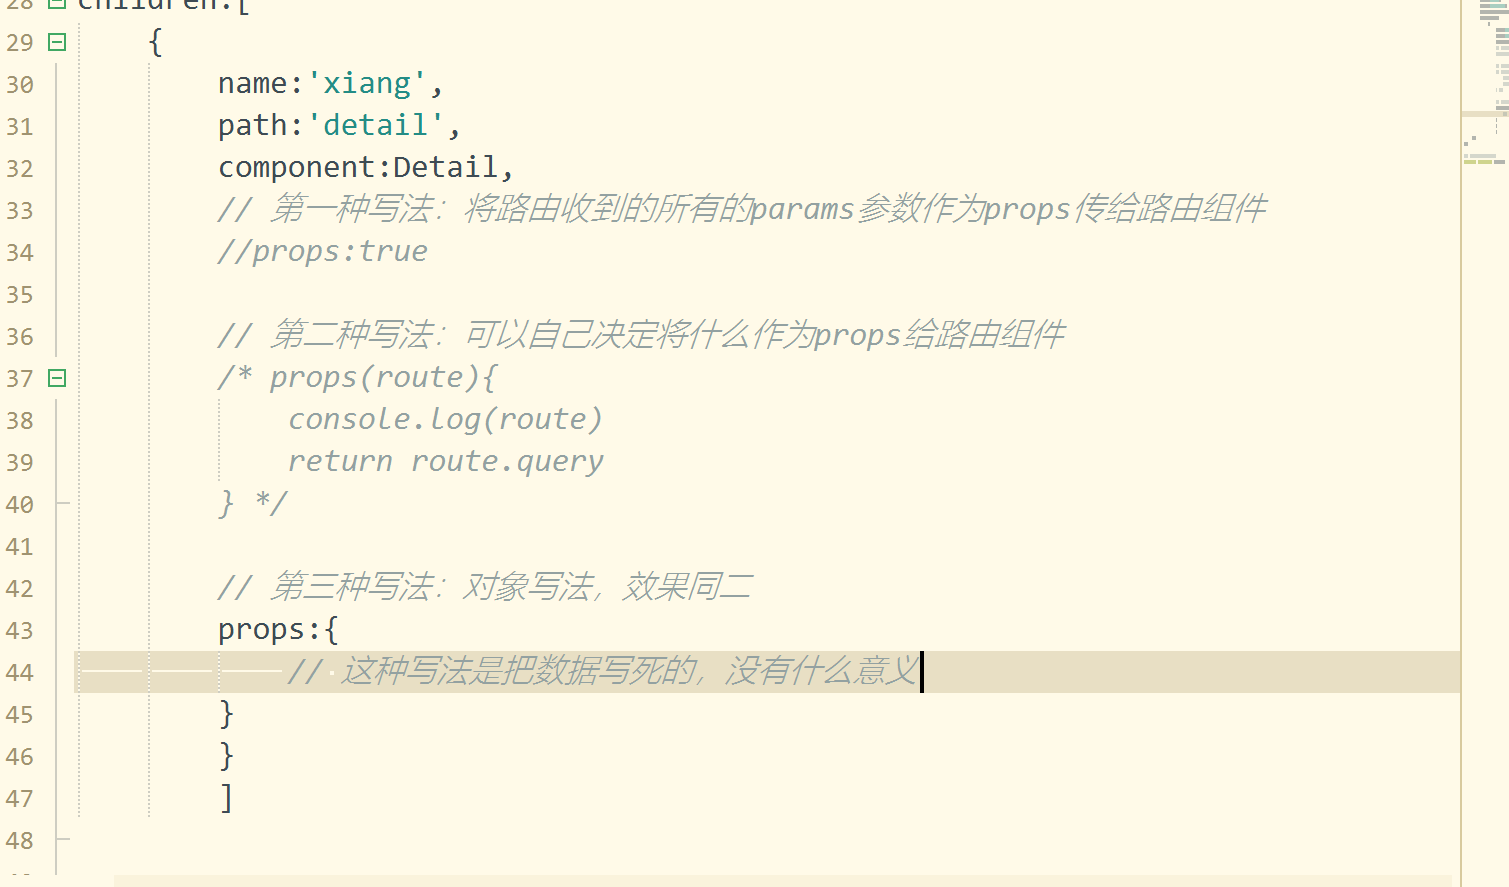 28 children:[
29 {
30 name:'xiang',
31 path:'detail',
32 component:Detail,
33 // 第一种写法：将路由收到的所有的params参数作为props传给路由组件
34 //props:true
35
36 // 第二种写法：可以自己决定将什么作为props给路由组件
37 /* props(route){
38 console.log(route)
39 return route.query
40 } */
41
42 // 第三种写法：对象写法，效果同二
43 props:{
44 // 这种写法是把数据写死的，没有什么意义
45 }
46 }
47 ]
48